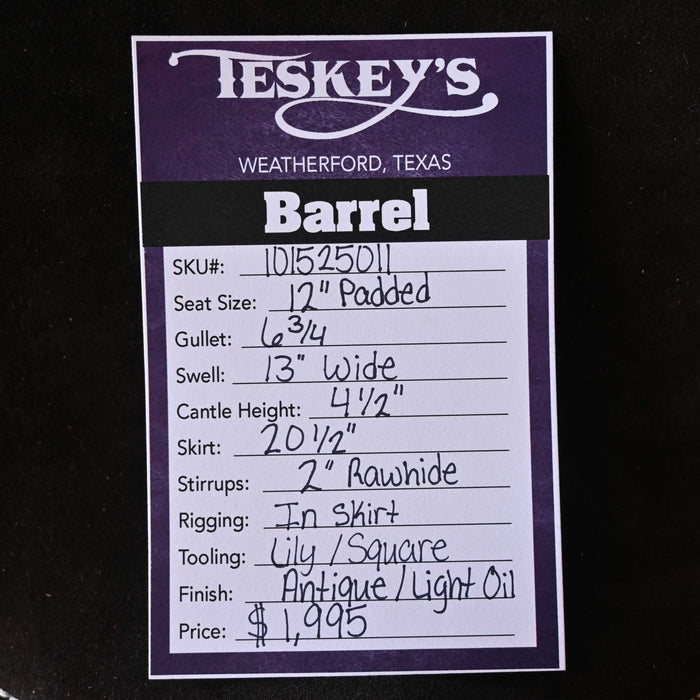 TESKEY'S
WEATHERFORD, TEXAS
Barrel
SKU#: 101525011
Seat Size: 12" Padded
Gullet: 6 3/4
Swell: 13" Wide
Cantle Height: 4 1/2"
Skirt: 20 1/2"
Stirrups: 2" Rawhide
Rigging: In Skirt
Tooling: Lily / Square
Finish: Antique / Light Oil
Price: $1,995